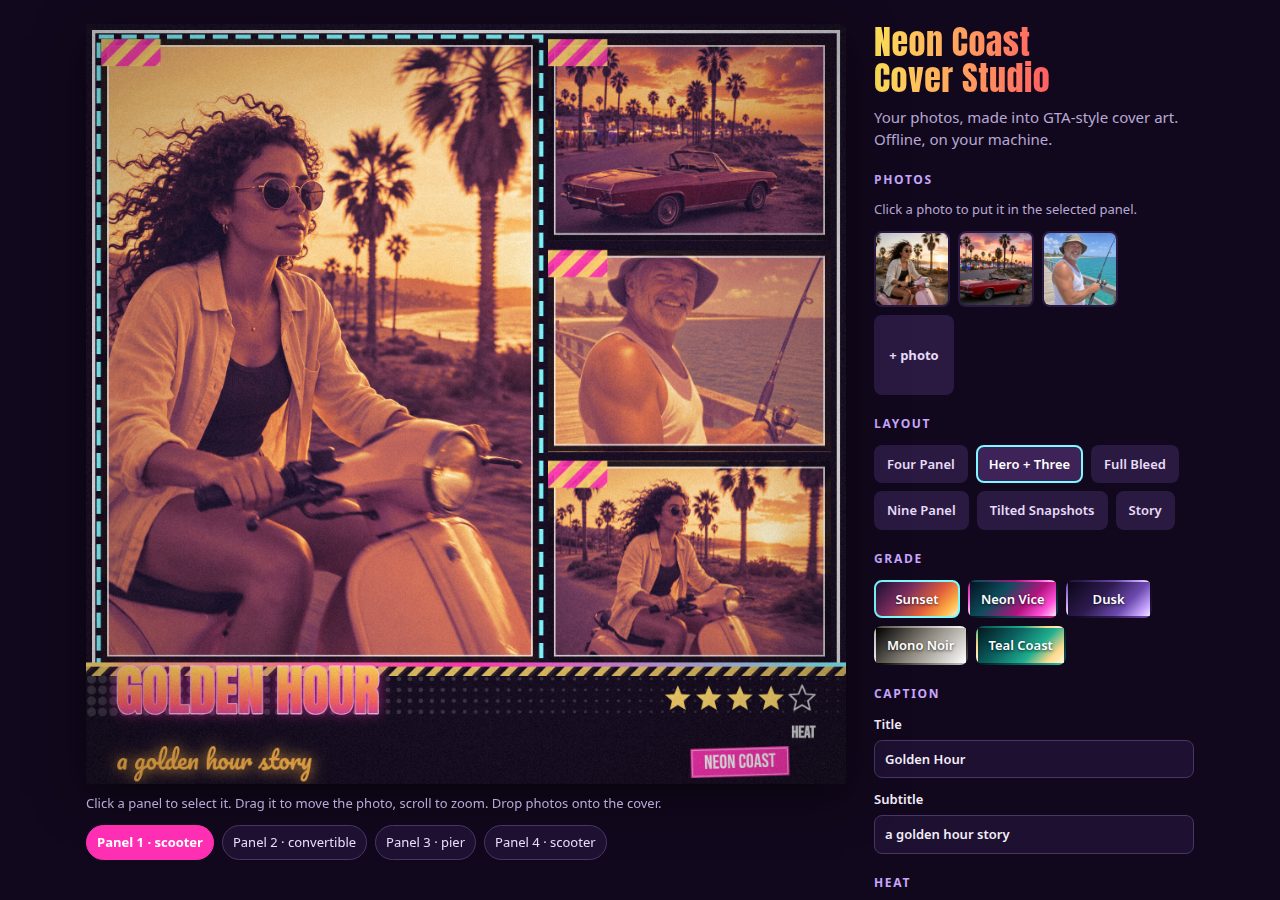 GOLDEN HOUR
HEAT
a golden hour story
NEON COAST
Click a panel to select it. Drag it to move the photo, scroll to zoom. Drop photos onto the cover.
Panel 1 · scooter
Panel 2 · convertible
Panel 3 · pier
Panel 4 · scooter
Neon Coast
Cover Studio
Your photos, made into GTA-style cover art.
Offline, on your machine.
PHOTOS
Click a photo to put it in the selected panel.
+ photo
LAYOUT
Four Panel
Hero + Three
Full Bleed
Nine Panel
Tilted Snapshots
Story
GRADE
Sunset
Neon Vice
Dusk
Mono Noir
Teal Coast
CAPTION
Title
Golden Hour
Subtitle
a golden hour story
HEAT